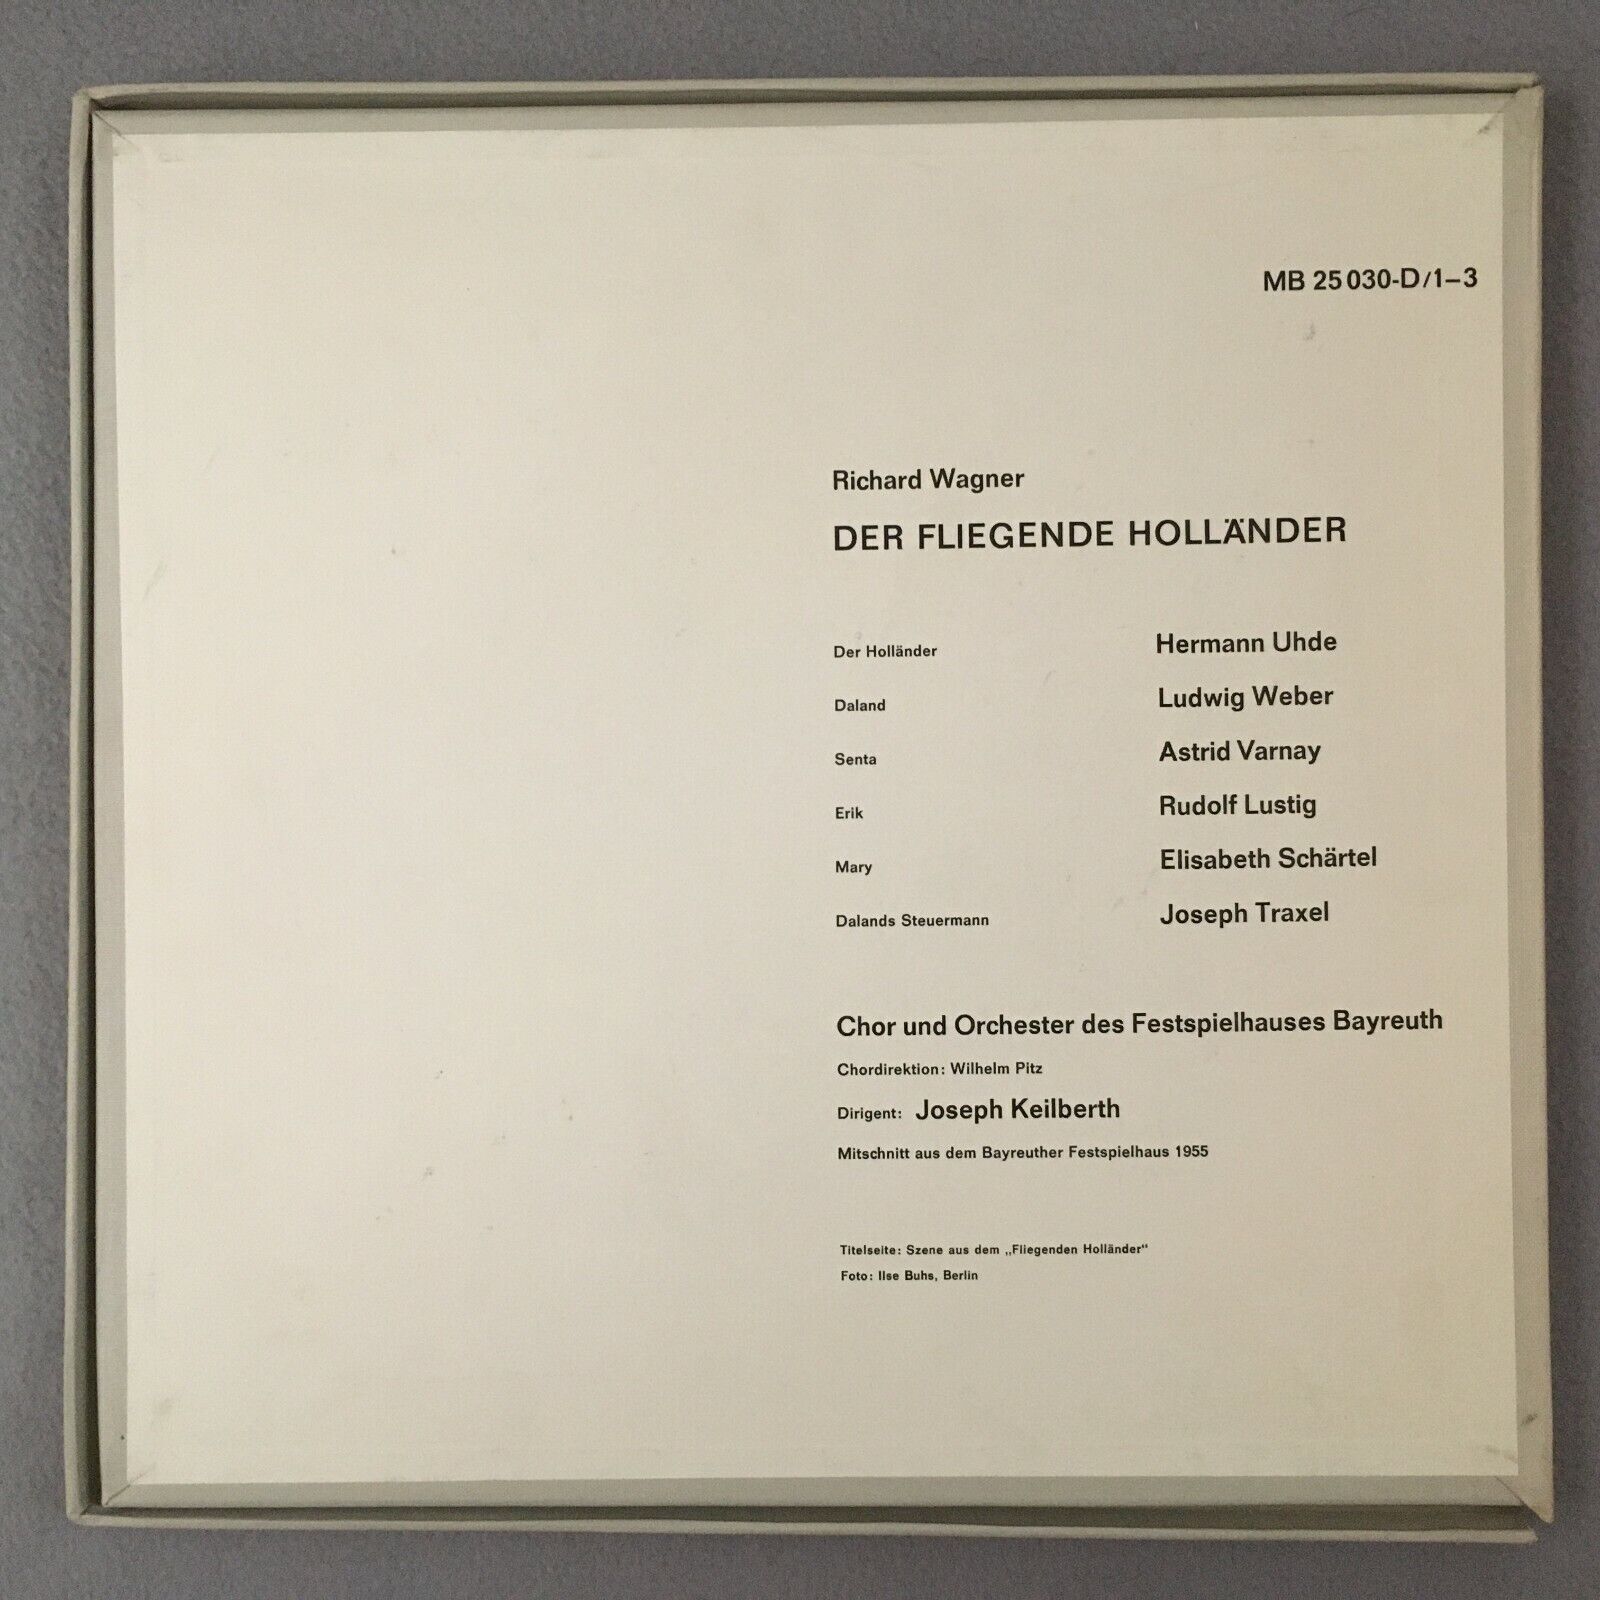 MB 25 030-D/1–3
Richard Wagner
DER FLIEGENDE HOLLÄNDER
Der Holländer Hermann Uhde
Daland Ludwig Weber
Senta Astrid Varnay
Erik Rudolf Lustig
Mary Elisabeth Schärtel
Dalands Steuermann Joseph Traxel
Chor und Orchester des Festspielhauses Bayreuth
Chordirektion: Wilhelm Pitz
Dirigent: Joseph Keilberth
Mitschnitt aus dem Bayreuther Festspielhaus 1955
Titelseite: Szene aus dem „Fliegenden Holländer“
Foto: Ilse Buhs, Berlin